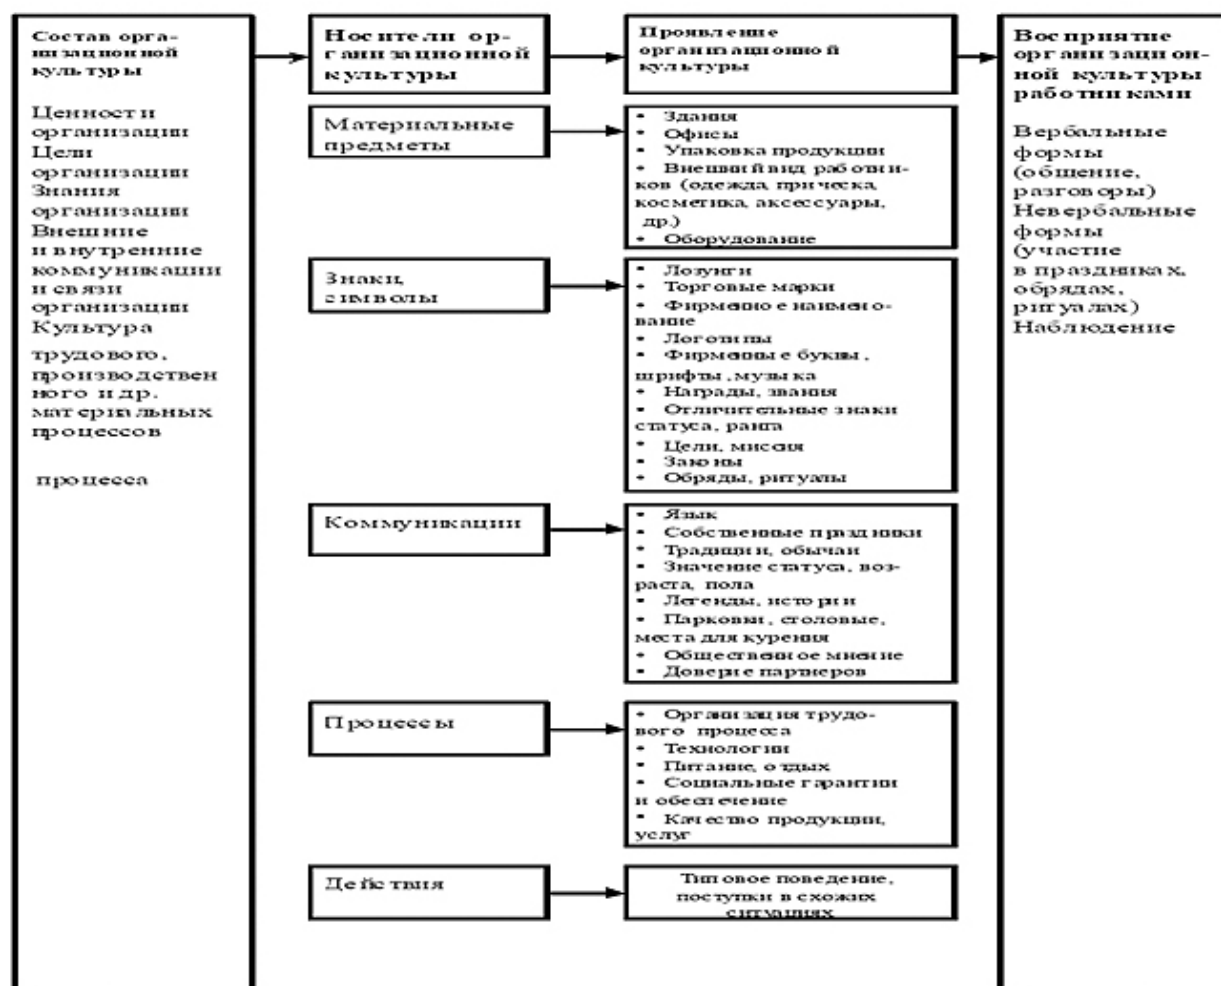 Состав орга-
низационной
культуры
Ценности
организации
Цели
организации
Знания
организации
Внешние
и внутренние
коммуникации
и связи
организации
Культура
трудового,
производствен
ного и др.
материальных
процессов
процесса
Носители ор-
ганизационной
культуры
Проявление
организационной
культуры
Материальные
предметы
• Здания
• Офисы
• Упаковка продукции
• Внешний вид работни-
ков (одежда, прическа,
косметика, аксессуары,
др.)
• Оборудование
Знаки,
символы
• Лозунги
• Торговые марки
• Фирменное наимено-
вание
• Логотипы
• Фирменные буквы,
шрифты, музыка
• Награды, звания
• Отличительные знаки
статуса, ранга
• Цели, миссия
• Законы
• Обряды, ритуалы
Коммуникации
• Язык
• Собственные праздники
• Традиции, обычаи
• Значение статуса, воз-
раста, пола
• Легенды, истории
• Парковки, столовые,
места для курения
• Общественное мнение
• Доверие партнеров
Процессы
• Организация трудо-
вого процесса
• Технологии
• Питание, отдых
• Социальные гарантии
и обеспечение
• Качество продукции,
услуг
Действия
Типовое поведение,
поступки в схожих
ситуациях
Восприятие
организацион-
ной культуры
работниками
Вербальные
формы
(общение,
разговоры)
Невербальные
формы
(участие
в праздниках,
обрядах,
ритуалах)
Наблюдение